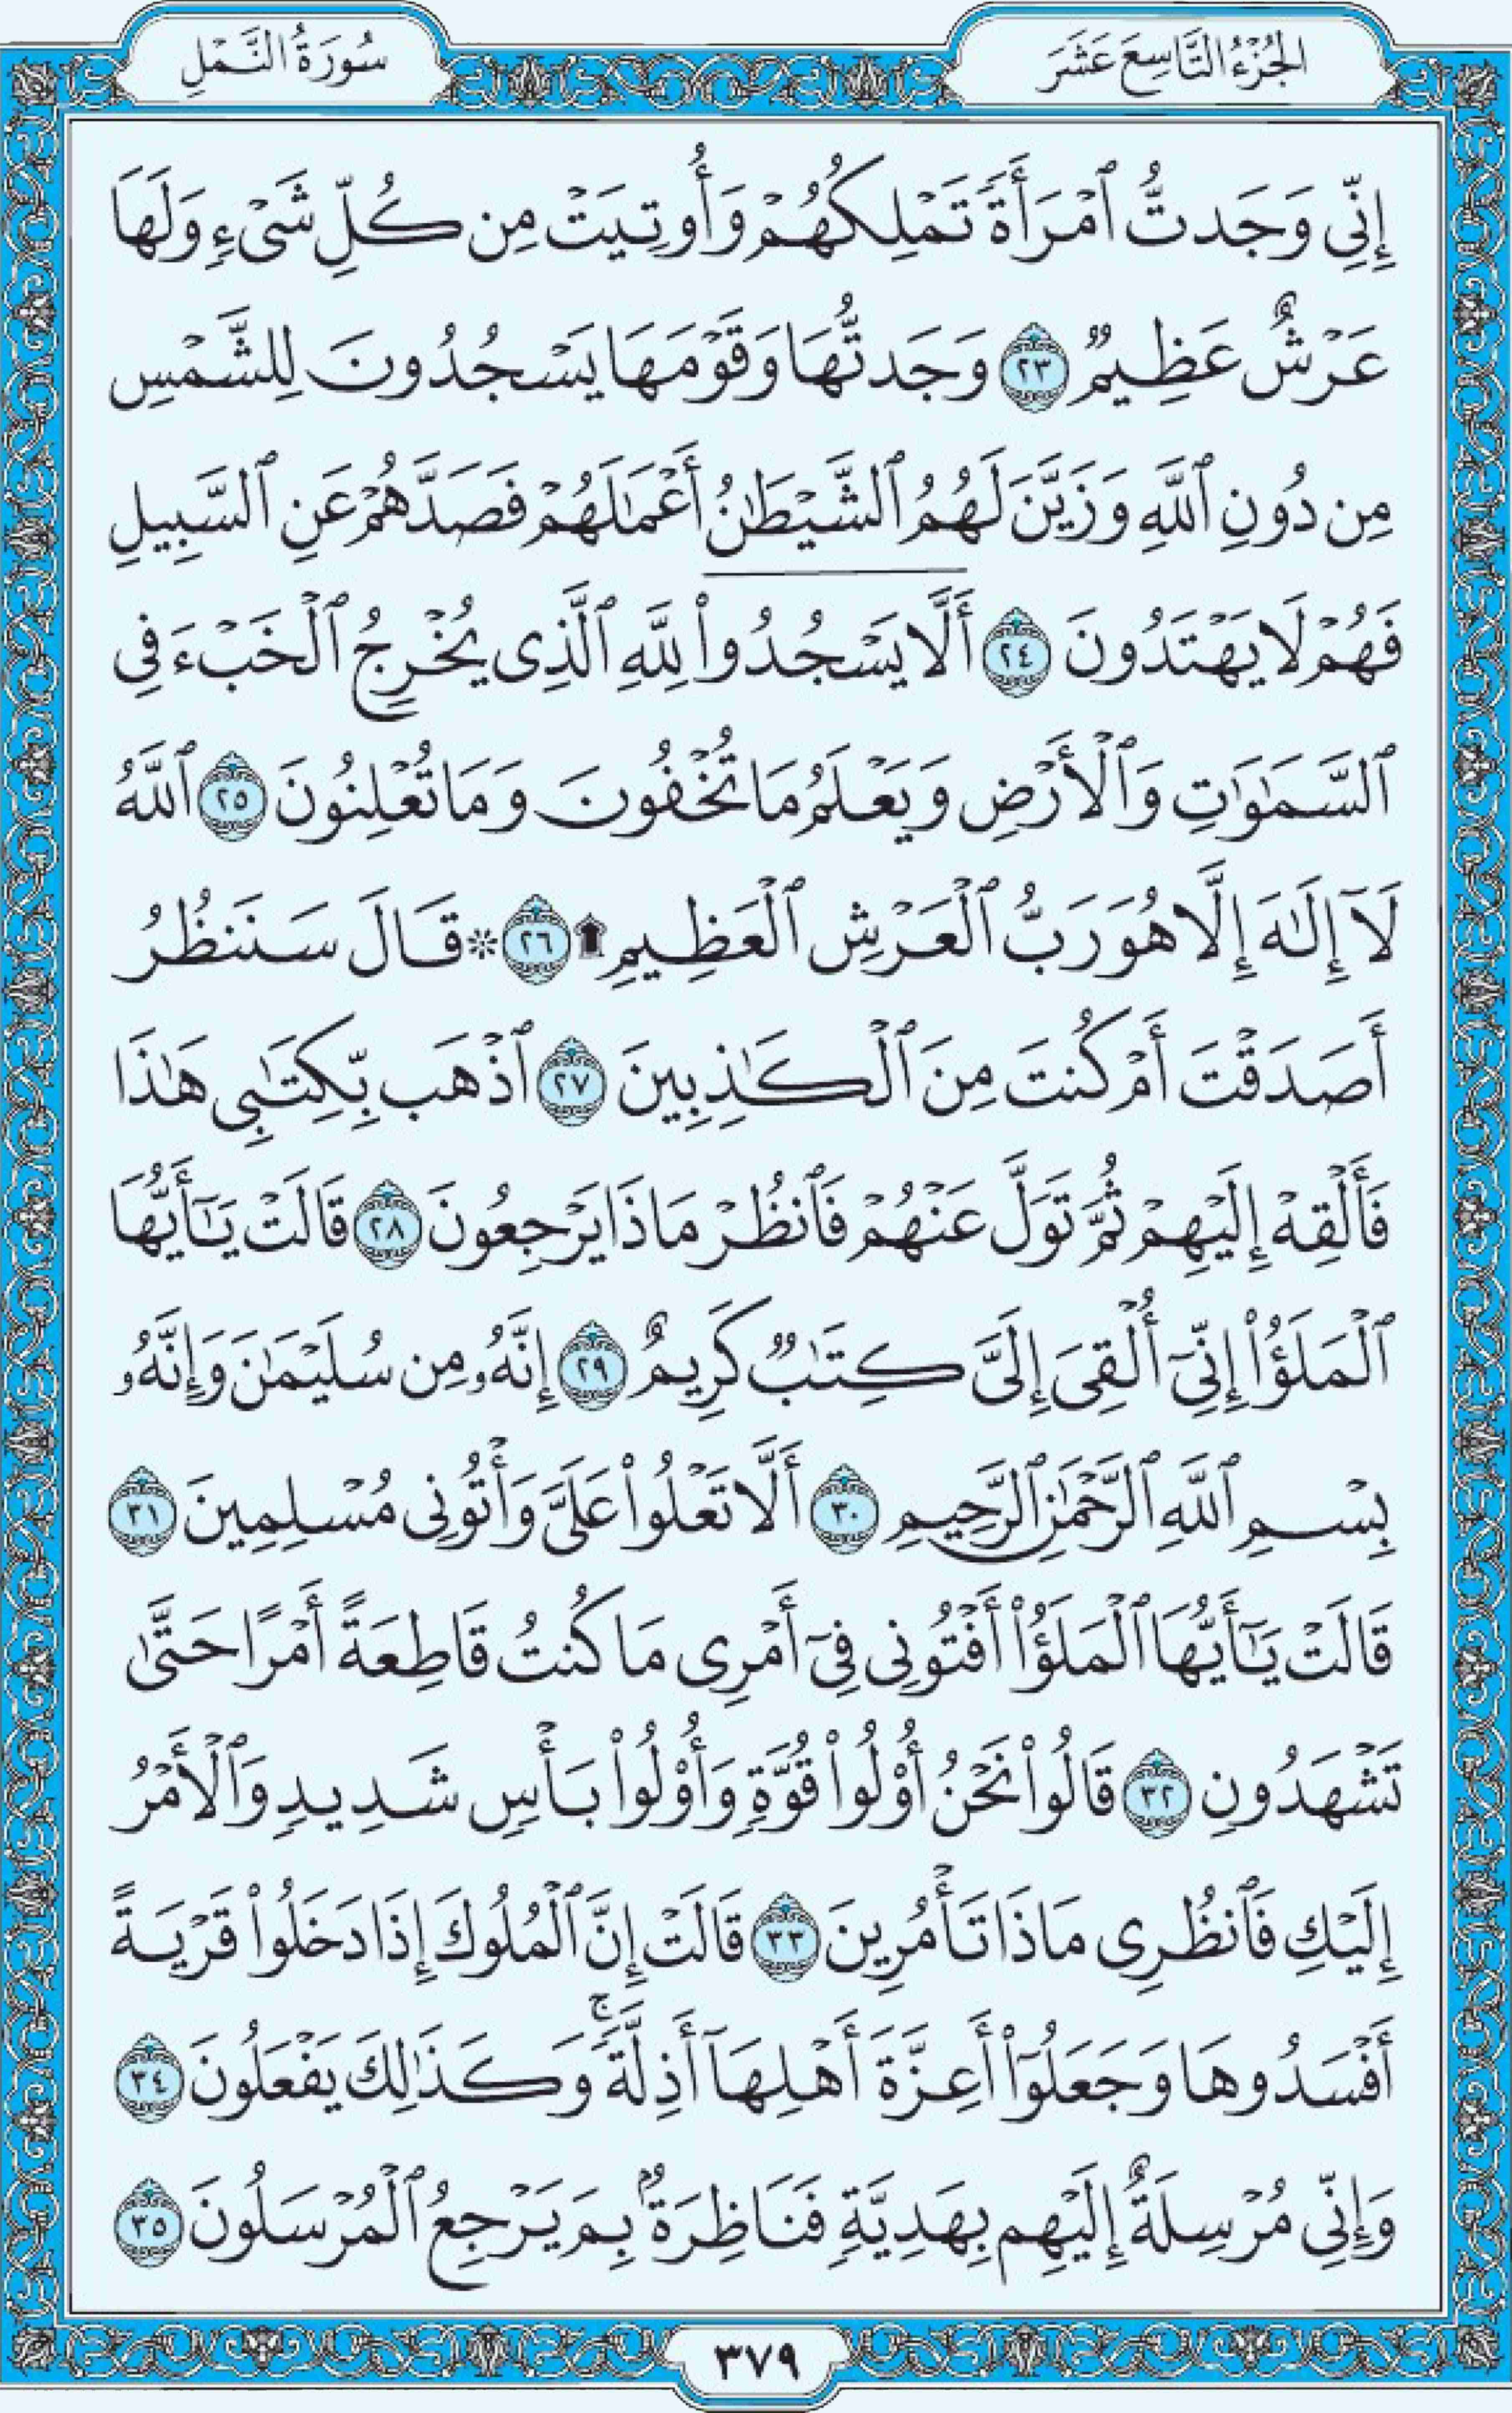 الجُزْءُ التَّاسِعَ عَشَرَ
سُورَةُ النَّمْلِ
إِنِّي وَجَدتُّ ٱمْرَأَةً تَمْلِكُهُمْ وَأُوتِيَتْ مِن كُلِّ شَىْءٍ وَلَهَا
عَرْشٌ عَظِيمٌ ٢٣ وَجَدتُّهَا وَقَوْمَهَا يَسْجُدُونَ لِلشَّمْسِ
مِن دُونِ ٱللَّهِ وَزَيَّنَ لَهُمُ ٱلشَّيْطَٰنُ أَعْمَٰلَهُمْ فَصَدَّهُمْ عَنِ ٱلسَّبِيلِ
فَهُمْ لَا يَهْتَدُونَ ٢٤ أَلَّا يَسْجُدُوا۟ لِلَّهِ ٱلَّذِى يُخْرِجُ ٱلْخَبْءَ فِى
ٱلسَّمَٰوَٰتِ وَٱلْأَرْضِ وَيَعْلَمُ مَا تُخْفُونَ وَمَا تُعْلِنُونَ ٢٥ ٱللَّهُ
لَآ إِلَٰهَ إِلَّا هُوَ رَبُّ ٱلْعَرْشِ ٱلْعَظِيمِ ۩ ٢٦ ۞ قَالَ سَنَنظُرُ
أَصَدَقْتَ أَمْ كُنتَ مِنَ ٱلْكَٰذِبِينَ ٢٧ ٱذْهَب بِّكِتَٰبِى هَٰذَا
فَأَلْقِهْ إِلَيْهِمْ ثُمَّ تَوَلَّ عَنْهُمْ فَٱنظُرْ مَاذَا يَرْجِعُونَ ٢٨ قَالَتْ يَٰٓأَيُّهَا
ٱلْمَلَؤُا۟ إِنِّىٓ أُلْقِىَ إِلَىَّ كِتَٰبٌ كَرِيمٌ ٢٩ إِنَّهُۥ مِن سُلَيْمَٰنَ وَإِنَّهُۥ
بِسْمِ ٱللَّهِ ٱلرَّحْمَٰنِ ٱلرَّحِيمِ ٣٠ أَلَّا تَعْلُوا۟ عَلَىَّ وَأْتُونِى مُسْلِمِينَ ٣١
قَالَتْ يَٰٓأَيُّهَا ٱلْمَلَؤُا۟ أَفْتُونِى فِىٓ أَمْرِى مَا كُنتُ قَاطِعَةً أَمْرًا حَتَّىٰ
تَشْهَدُونِ ٣٢ قَالُوا۟ نَحْنُ أُو۟لُوا۟ قُوَّةٍ وَأُو۟لُوا۟ بَأْسٍ شَدِيدٍ وَٱلْأَمْرُ
إِلَيْكِ فَٱنظُرِى مَاذَا تَأْمُرِينَ ٣٣ قَالَتْ إِنَّ ٱلْمُلُوكَ إِذَا دَخَلُوا۟ قَرْيَةً
أَفْسَدُوهَا وَجَعَلُوٓا۟ أَعِزَّةَ أَهْلِهَآ أَذِلَّةً ۚ وَكَذَٰلِكَ يَفْعَلُونَ ٣٤
وَإِنِّى مُرْسِلَةٌ إِلَيْهِم بِهَدِيَّةٍ فَنَاظِرَةٌۢ بِمَ يَرْجِعُ ٱلْمُرْسَلُونَ ٣٥
٣٧٩